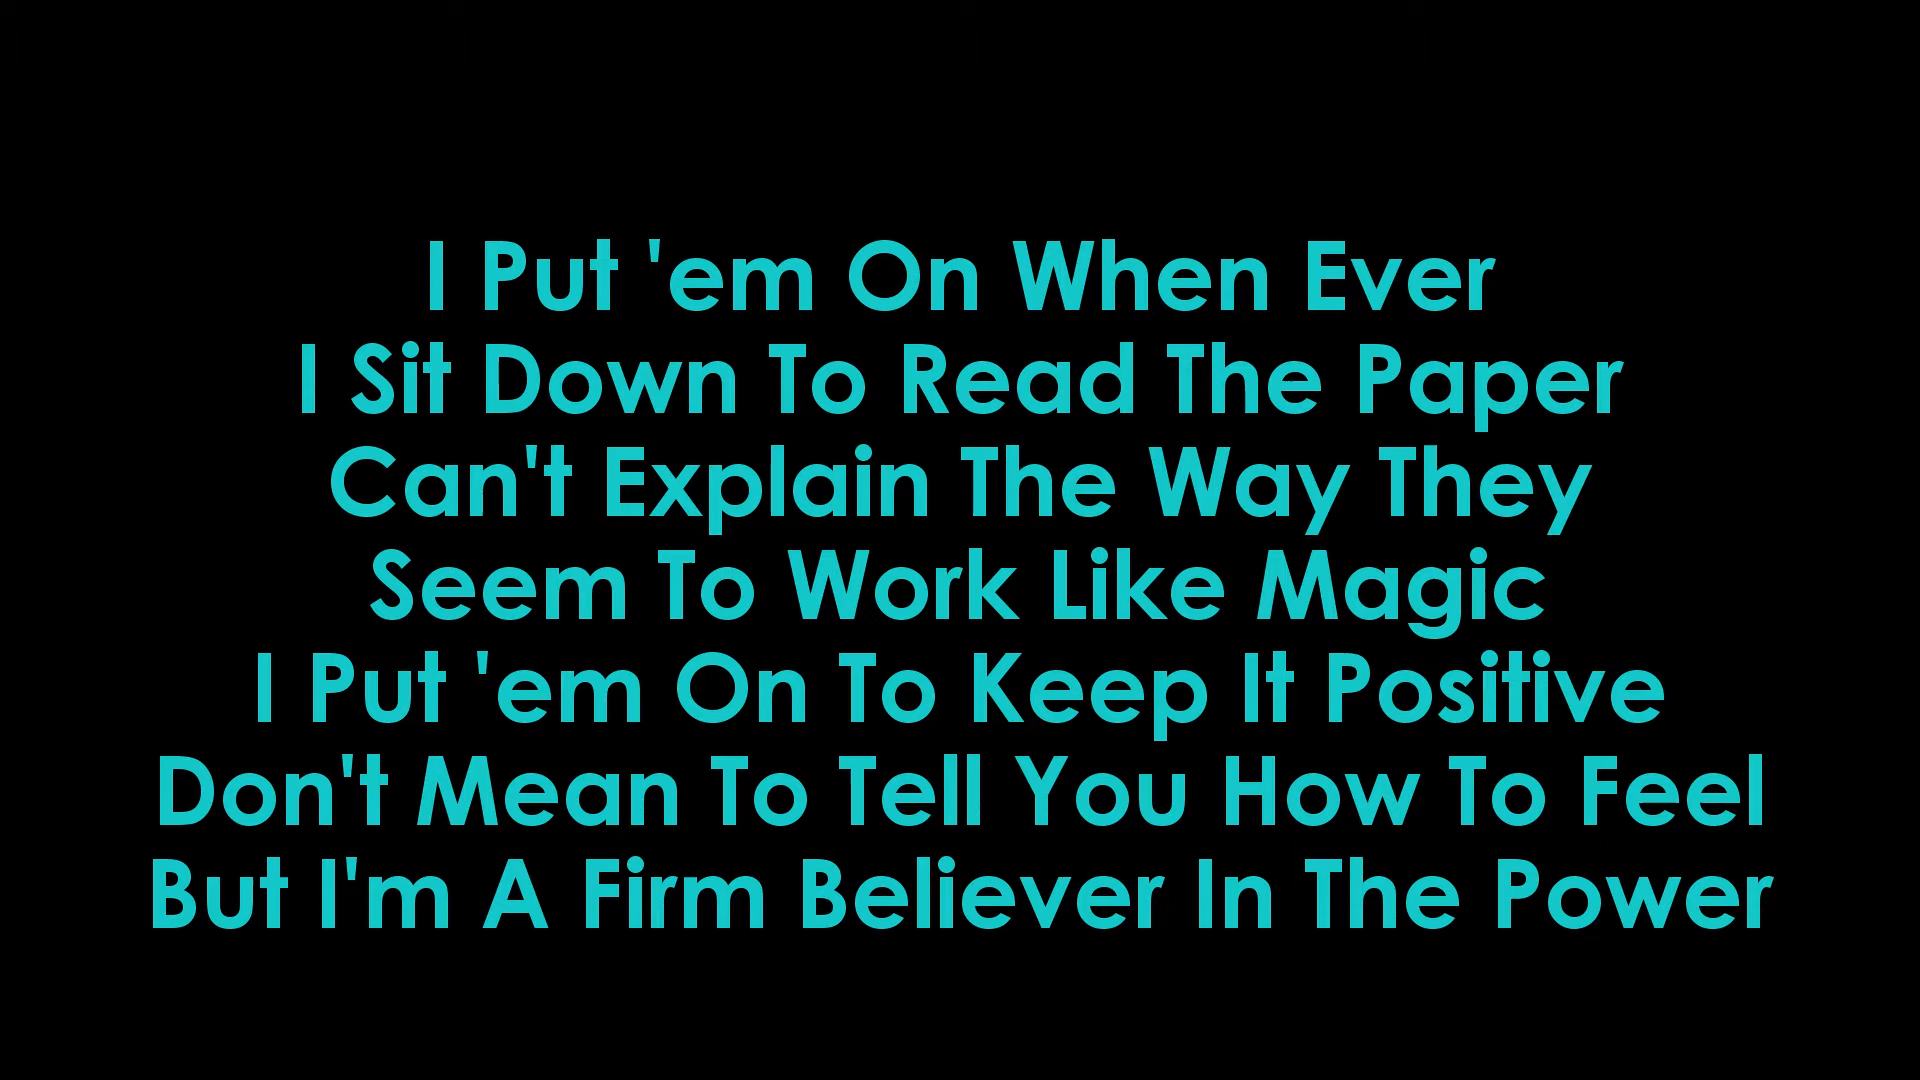 I Put 'em On When Ever
I Sit Down To Read The Paper
Can't Explain The Way They
Seem To Work Like Magic
I Put 'em On To Keep It Positive
Don't Mean To Tell You How To Feel
But I'm A Firm Believer In The Power